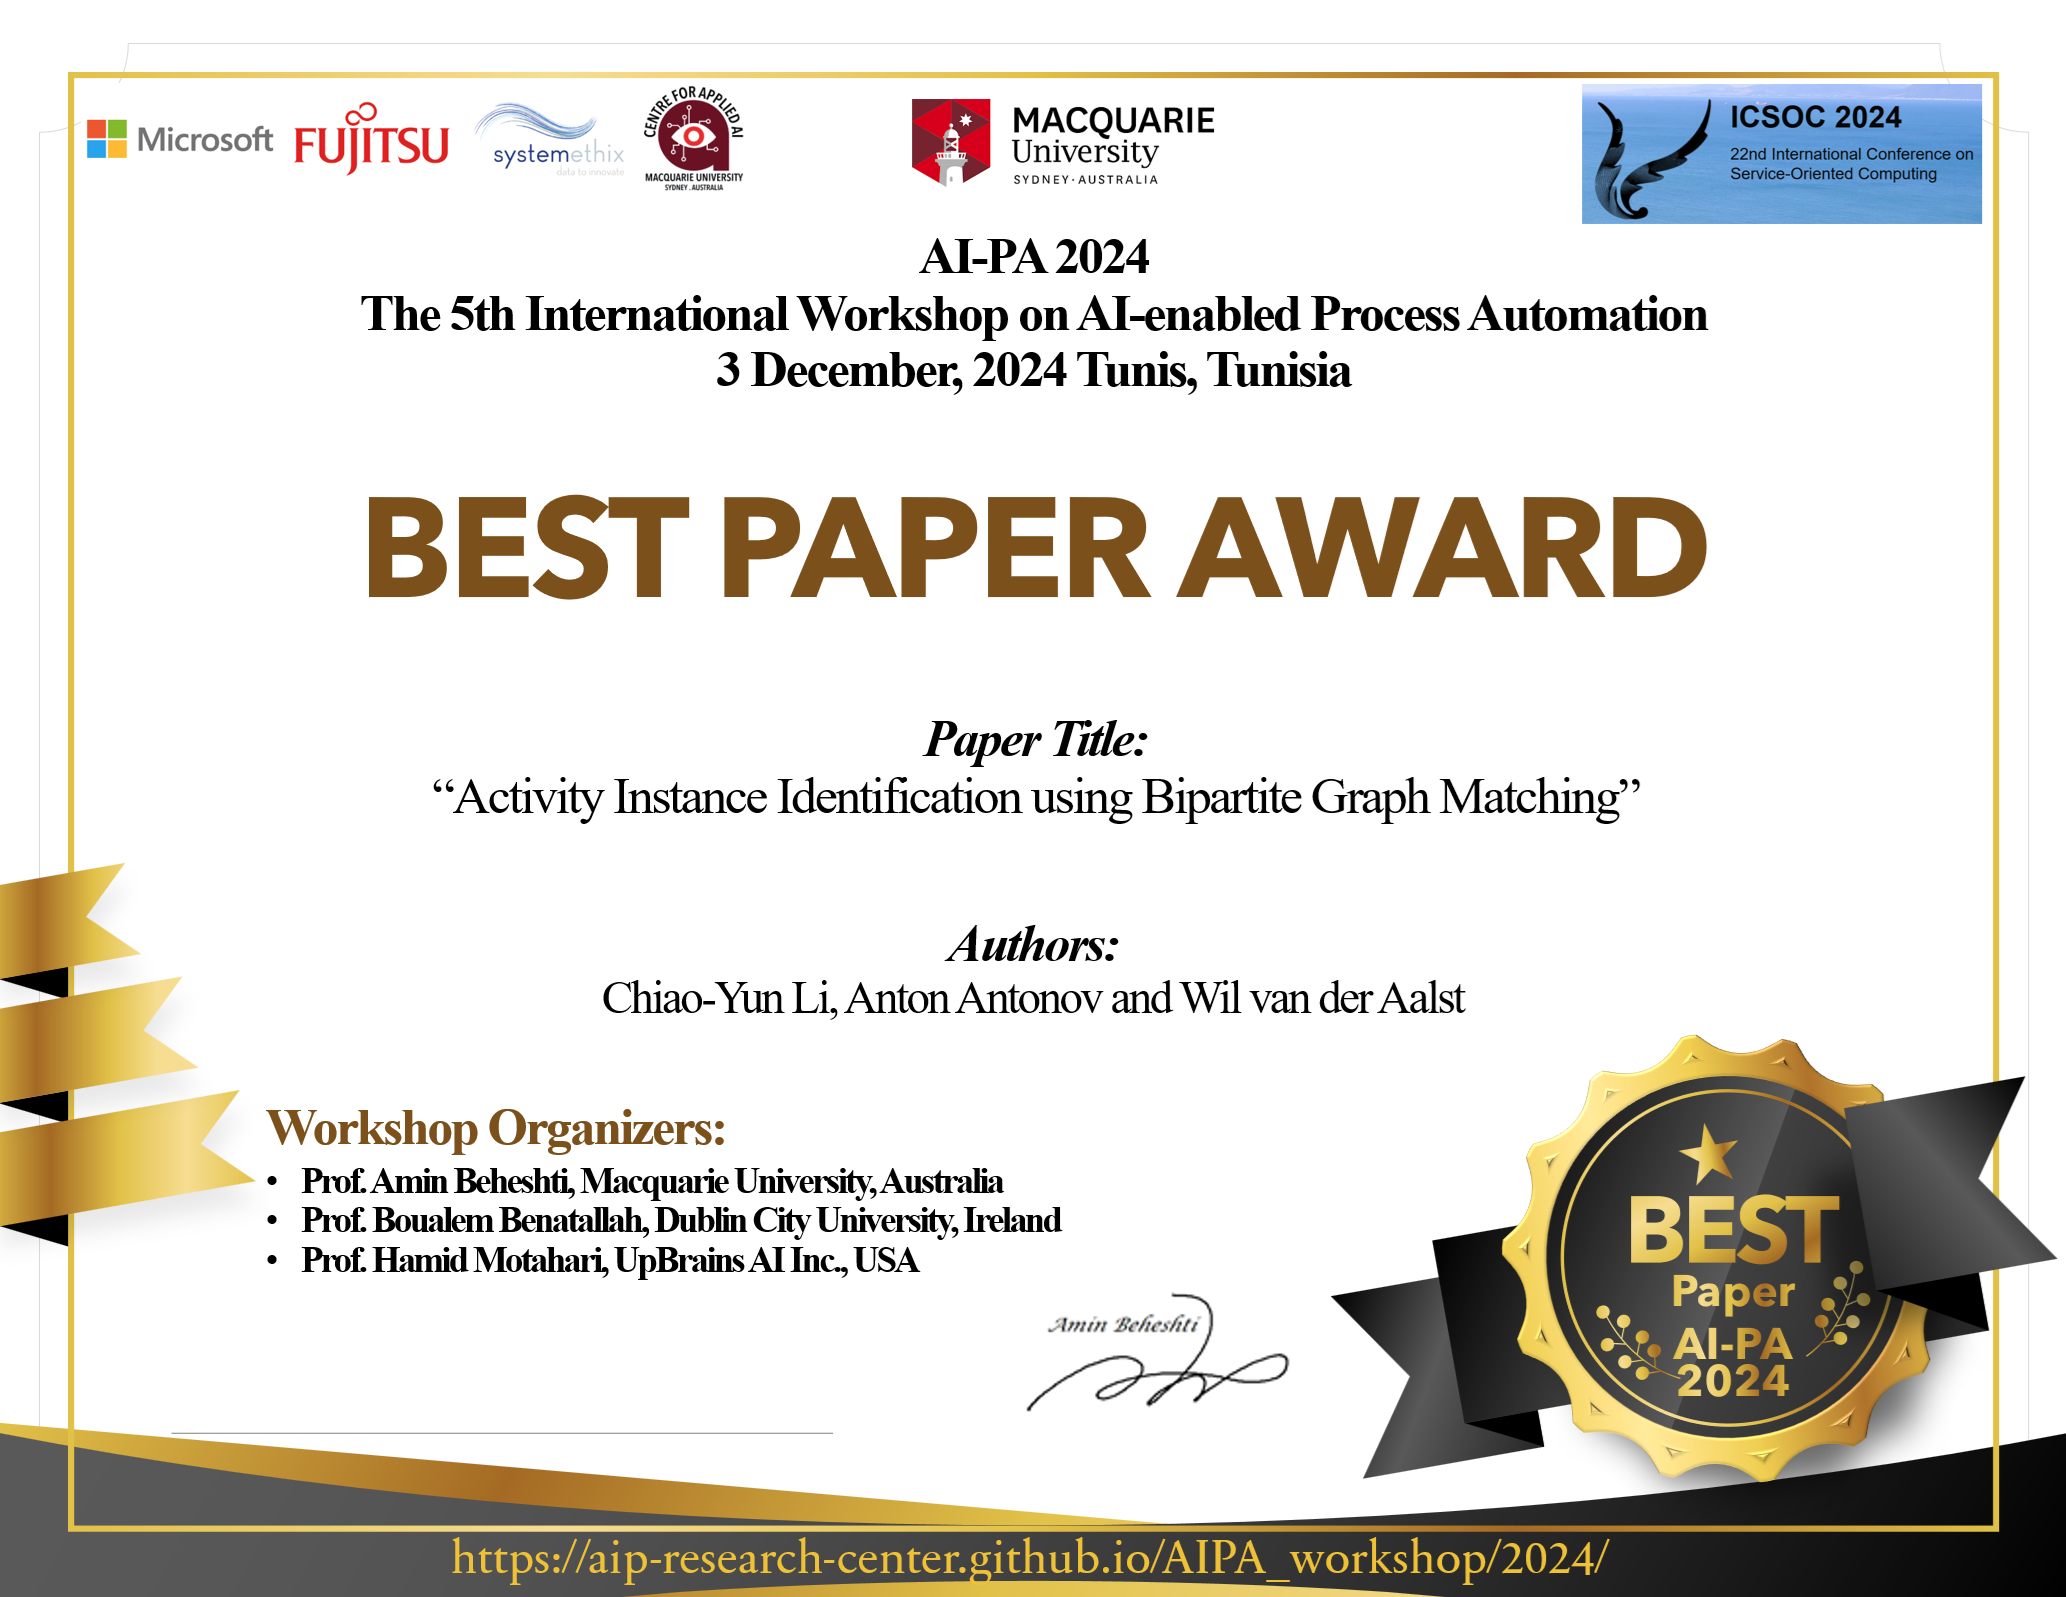 Microsoft
FUJITSU
systemethix
data to innovate
CENTRE FOR APPLIED AI
MACQUARIE UNIVERSITY
SYDNEY . AUSTRALIA
MACQUARIE
University
SYDNEY·AUSTRALIA
ICSOC 2024
22nd International Conference on
Service-Oriented Computing
AI-PA 2024
The 5th International Workshop on AI-enabled Process Automation
3 December, 2024 Tunis, Tunisia
BEST PAPER AWARD
Paper Title:
“Activity Instance Identification using Bipartite Graph Matching”
Authors:
Chiao-Yun Li, Anton Antonov and Wil van der Aalst
Workshop Organizers:
• Prof. Amin Beheshti, Macquarie University, Australia
• Prof. Boualem Benatallah, Dublin City University, Ireland
• Prof. Hamid Motahari, UpBrains AI Inc., USA
Amin Beheshti
BEST
Paper
AI-PA
2024
https://aip-research-center.github.io/AIPA_workshop/2024/